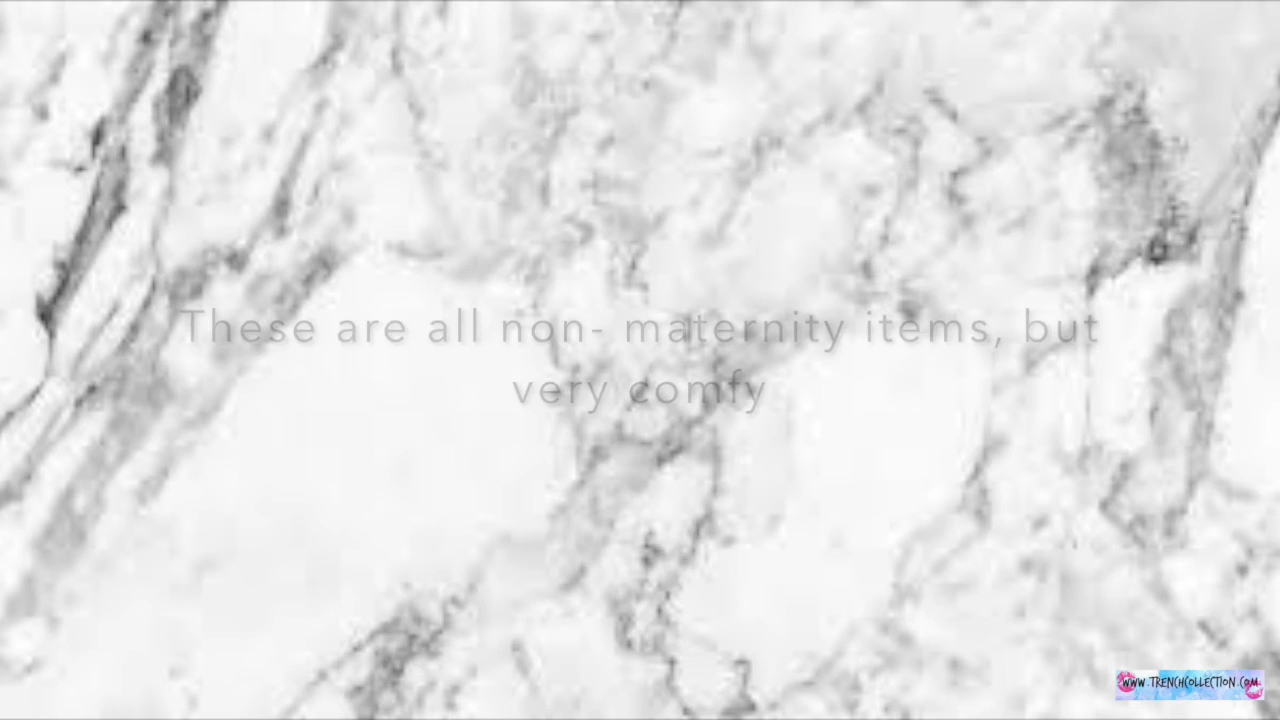 These are all non- maternity items, but
very comfy
WWW.TRENCHCOLLECTION.COM